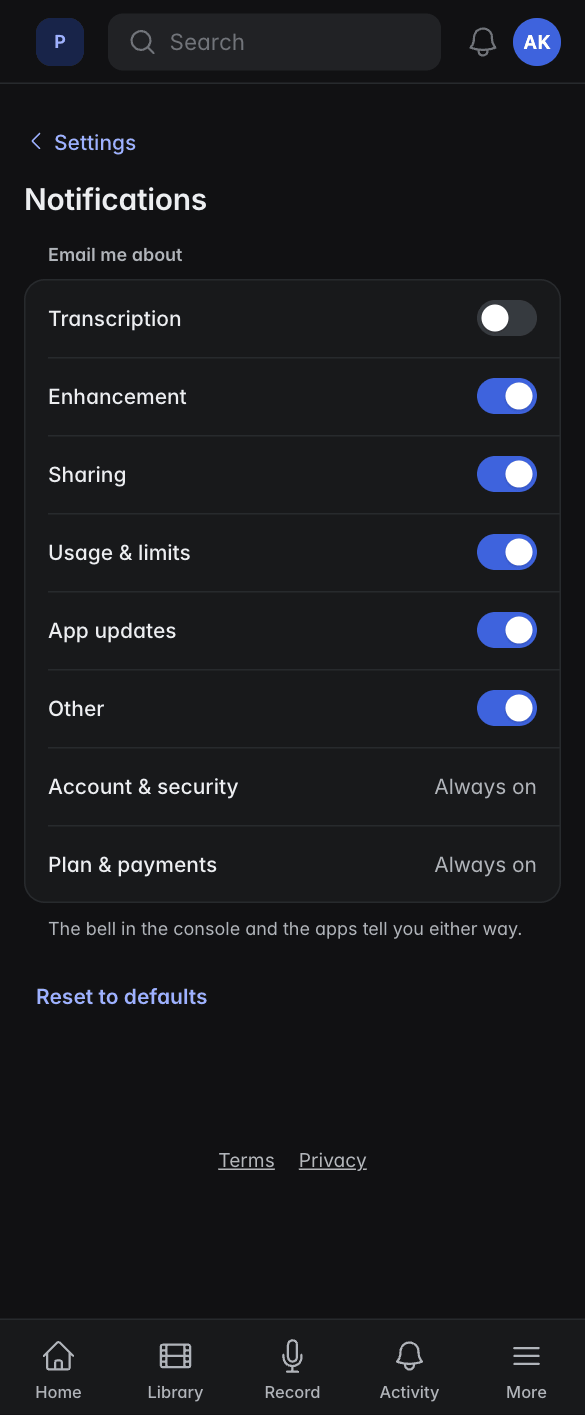 P
Search
AK
Settings
Notifications
Email me about
Transcription
Enhancement
Sharing
Usage & limits
App updates
Other
Account & security Always on
Plan & payments Always on
The bell in the console and the apps tell you either way.
Reset to defaults
Terms Privacy
Home Library Record Activity More